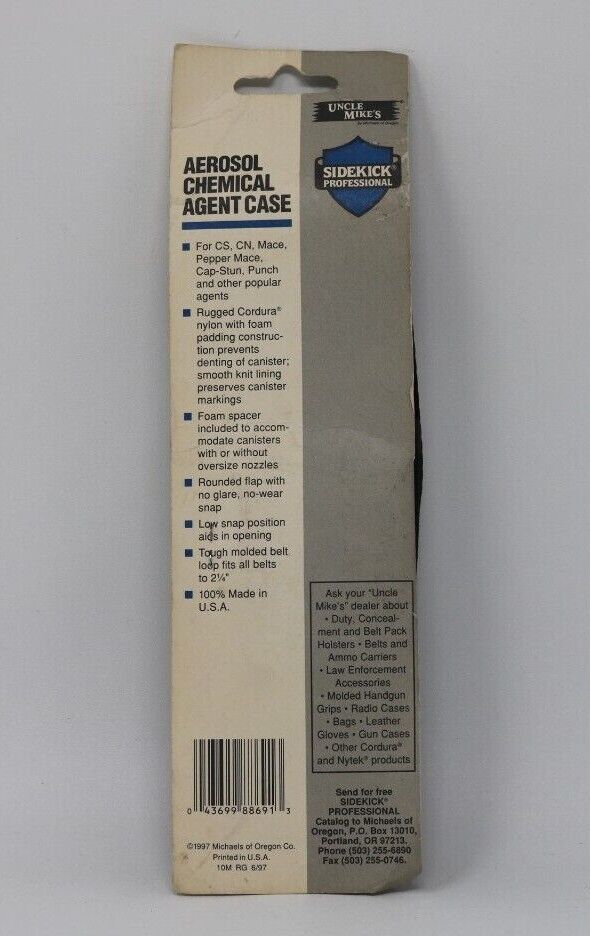 UNCLE
MIKE'S
SIDEKICK®
PROFESSIONAL
AEROSOL
CHEMICAL
AGENT CASE
For CS, CN, Mace,
Pepper Mace,
Cap-Stun, Punch
and other popular
agents
Rugged Cordura®
nylon with foam
padding construc-
tion prevents
denting of canister;
smooth knit lining
preserves canister
markings
Foam spacer
included to accom-
modate canisters
with or without
oversize nozzles
Rounded flap with
no glare, no-wear
snap
Low snap position
aids in opening
Tough molded belt
loop fits all belts
to 2¼"
100% Made in
U.S.A.
0 43699 88691 3
©1997 Michaels of Oregon Co.
Printed in U.S.A.
10M RG 6/97
Ask your "Uncle
Mike's" dealer about
• Duty, Conceal-
ment and Belt Pack
Holsters • Belts and
Ammo Carriers
• Law Enforcement
Accessories
• Molded Handgun
Grips • Radio Cases
• Bags • Leather
Gloves • Gun Cases
• Other Cordura®
and Nytek® products
Send for free
SIDEKICK®
PROFESSIONAL
Catalog to Michaels of
Oregon, P.O. Box 13010,
Portland, OR 97213.
Phone (503) 255-6890
Fax (503) 255-0746.